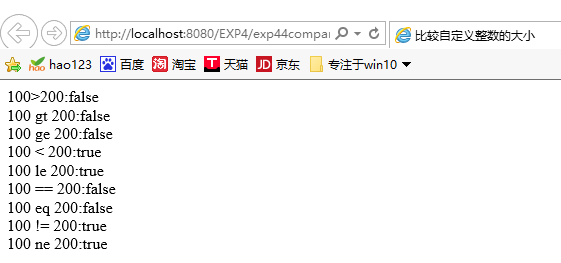 http://localhost:8080/EXP4/exp44compar
比较自定义整数的大小
hao123 百度 淘宝 天猫 京东 专注于win10
100>200:false
100 gt 200:false
100 ge 200:false
100 < 200:true
100 le 200:true
100 == 200:false
100 eq 200:false
100 != 200:true
100 ne 200:true